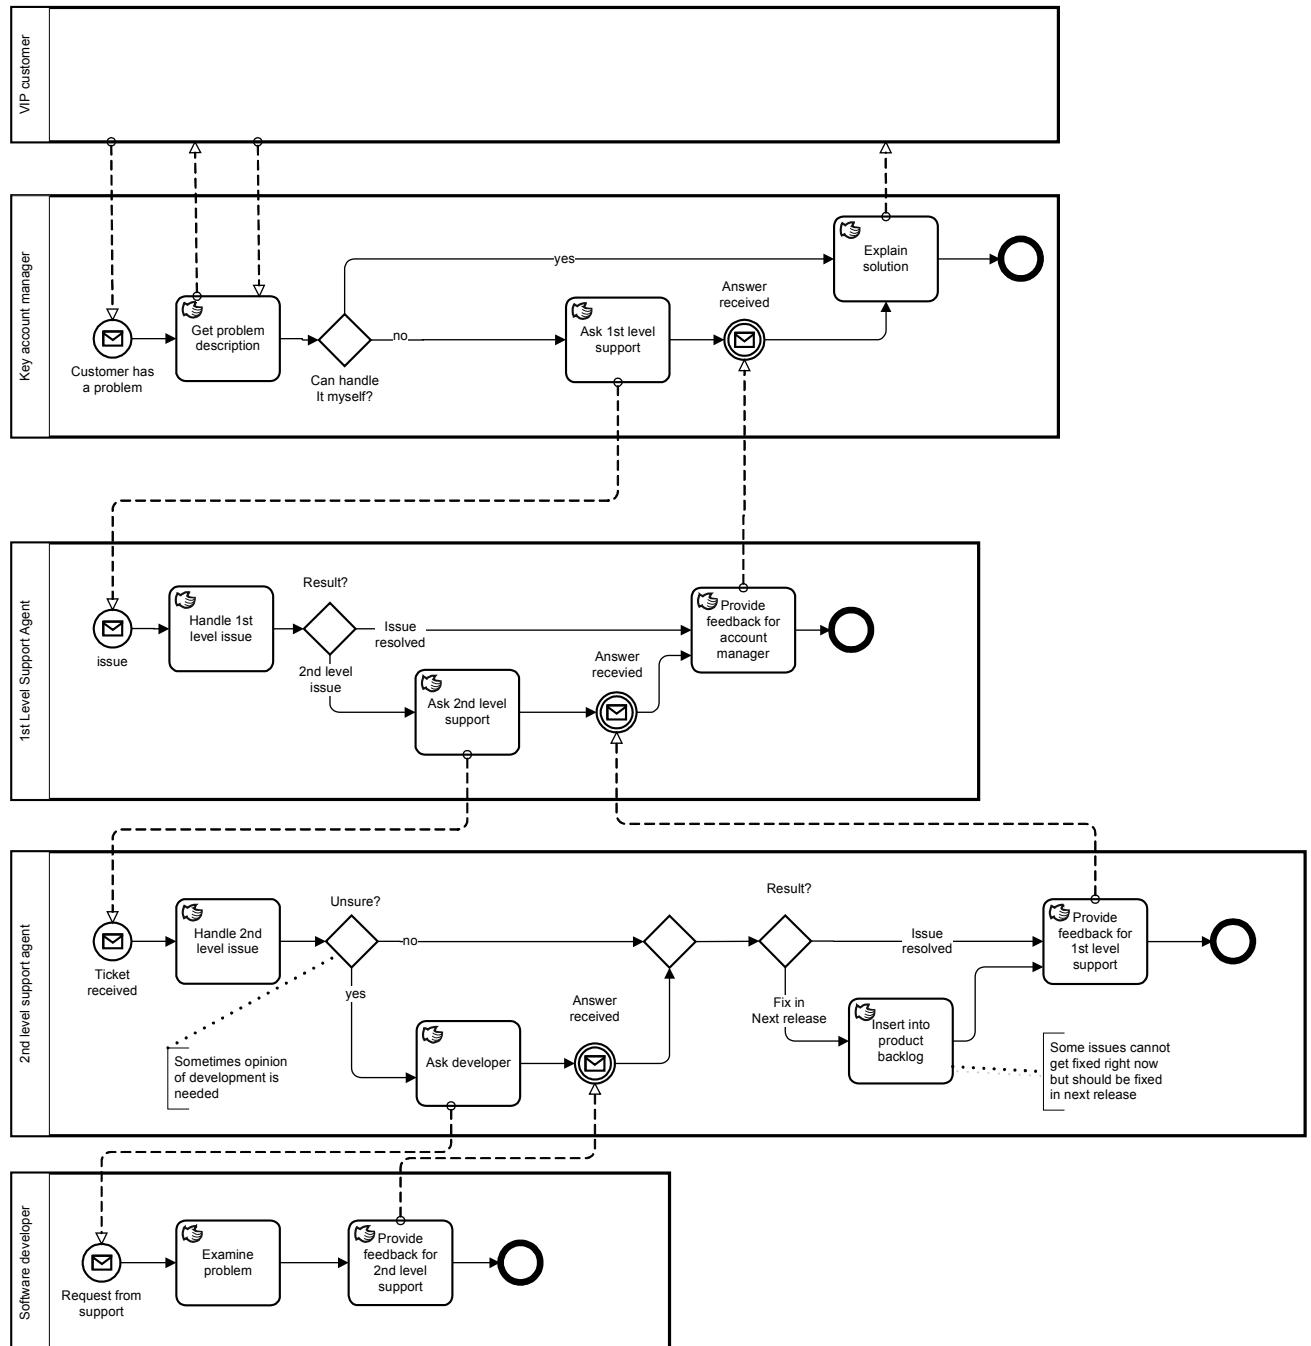 VIP customer
Key account manager
Customer has
a problem
Get problem
description
Can handle
It myself?
yes
no
Ask 1st level
support
Answer
received
Explain
solution
1st Level Support Agent
issue
Handle 1st
level issue
Result?
Issue
resolved
2nd level
issue
Ask 2nd level
support
Answer
recevied
Provide
feedback for
account
manager
2nd level support agent
Ticket
received
Handle 2nd
level issue
Unsure?
no
yes
Sometimes opinion
of development is
needed
Ask developer
Answer
received
Result?
Issue
resolved
Fix in
Next release
Insert into
product
backlog
Provide
feedback for
1st level
support
Some issues cannot
get fixed right now
but should be fixed
in next release
Software developer
Request from
support
Examine
problem
Provide
feedback for
2nd level
support